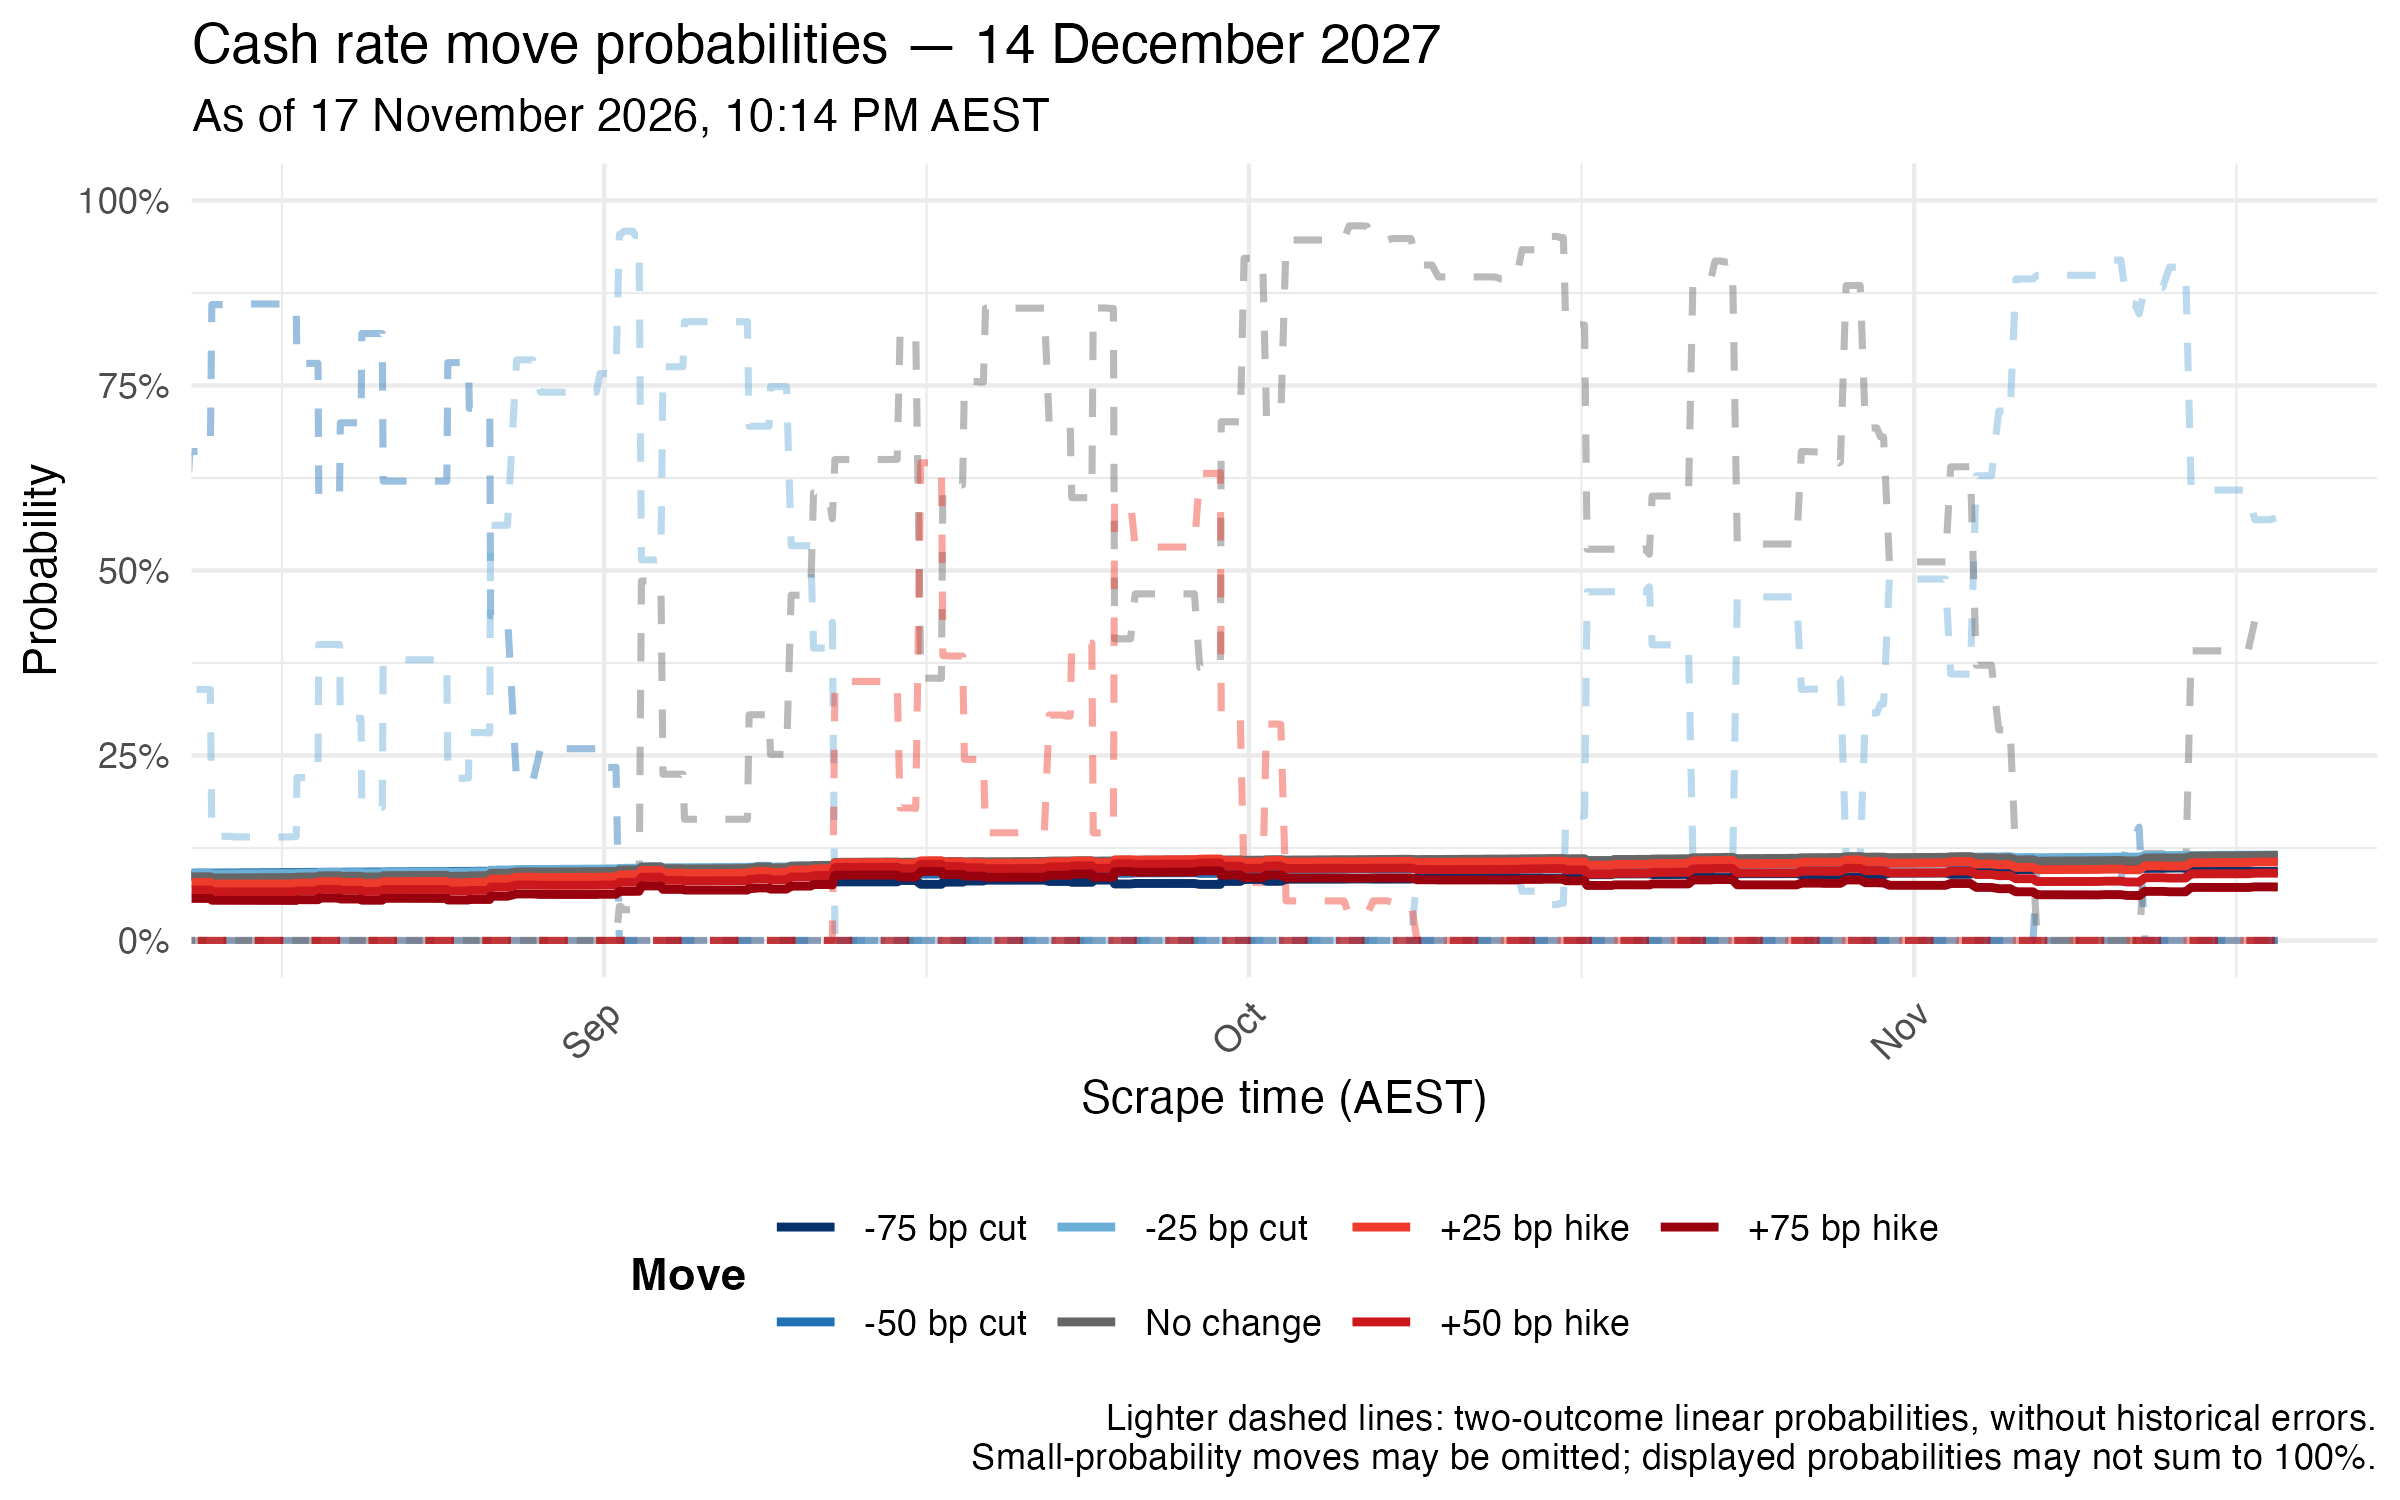 Cash rate move probabilities — 14 December 2027
As of 17 November 2026, 10:14 PM AEST
Probability
100%
75%
50%
25%
0%
Sep
Oct
Nov
Scrape time (AEST)
Move
-75 bp cut
-25 bp cut
+25 bp hike
+75 bp hike
-50 bp cut
No change
+50 bp hike
Lighter dashed lines: two-outcome linear probabilities, without historical errors.
Small-probability moves may be omitted; displayed probabilities may not sum to 100%.